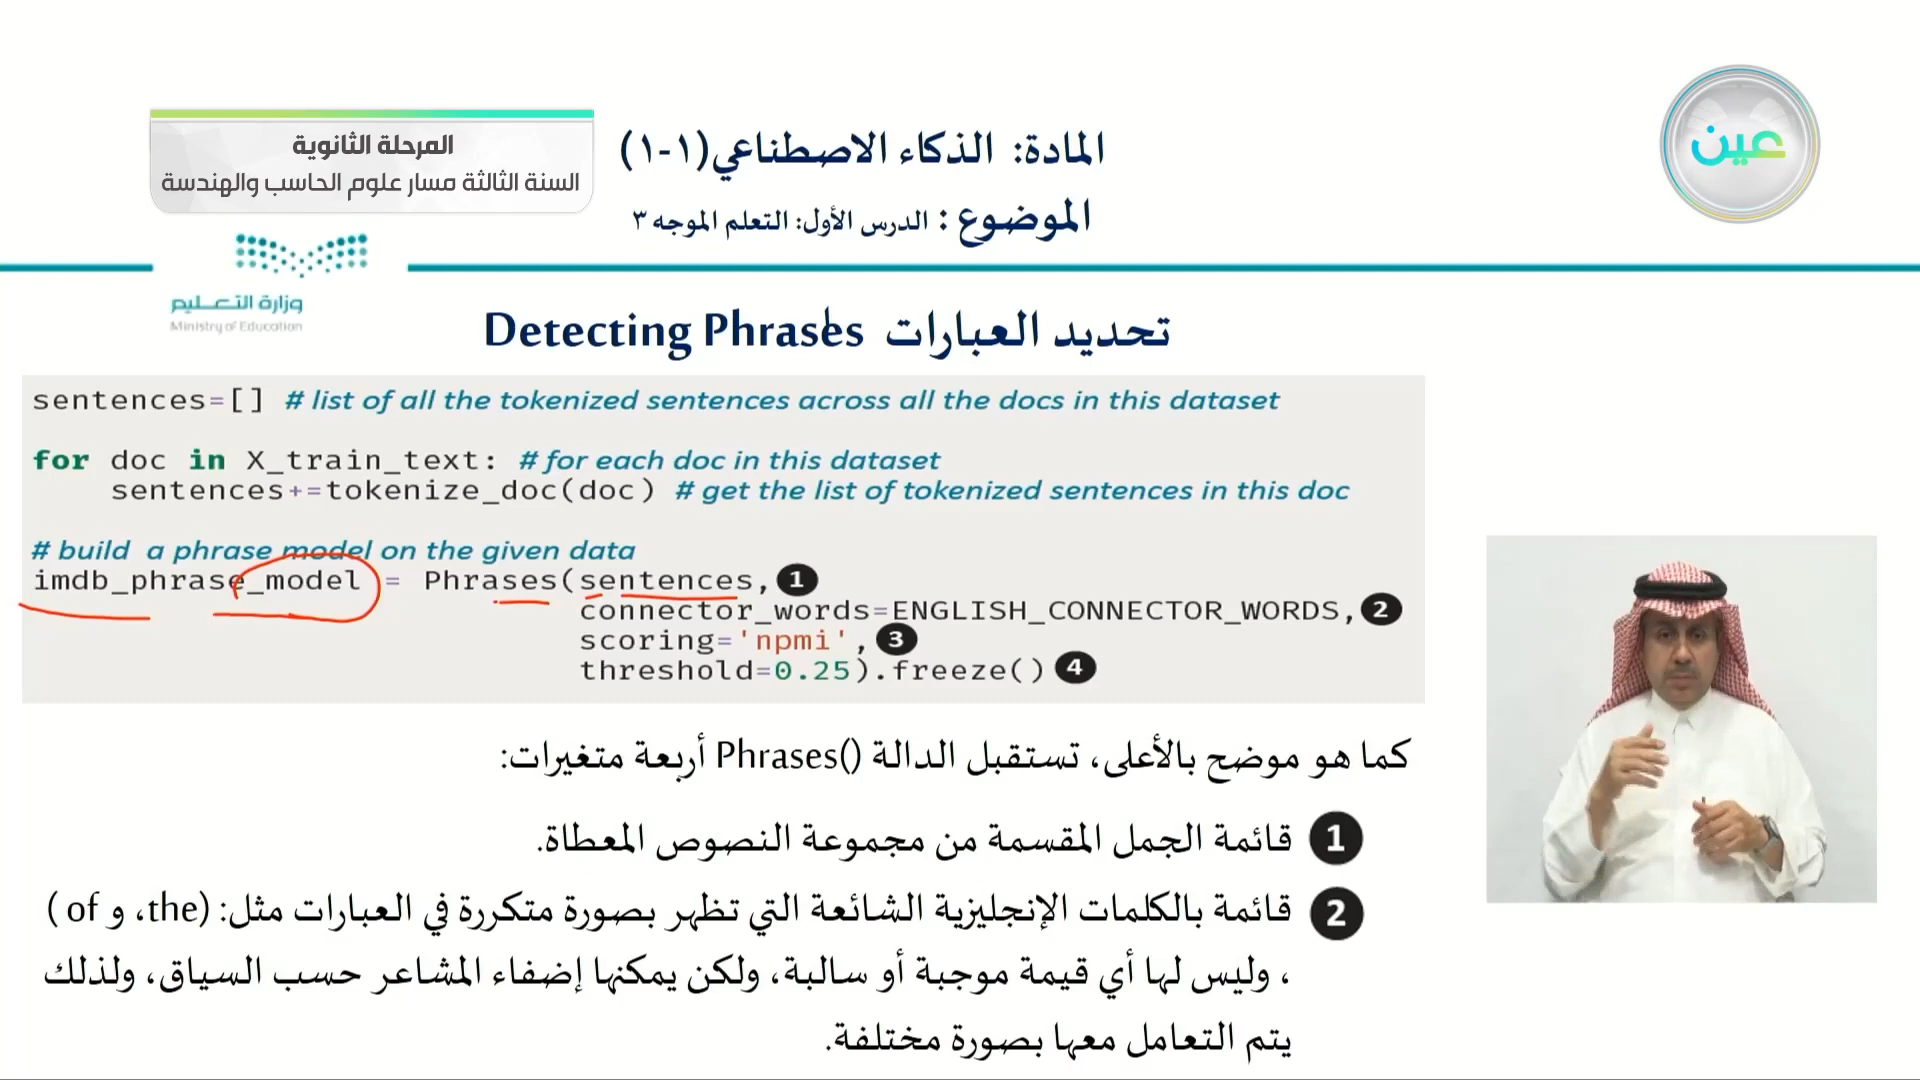 المرحلة الثانوية
السنة الثالثة مسار علوم الحاسب والهندسة
المادة: الذكاء الاصطناعي(١-١)
الموضوع : الدرس الأول: التعلم الموجه ٣
عين
وزارة التعـــليم
Ministry of Education
تحديد العبارات Detecting Phrases
sentences=[] # list of all the tokenized sentences across all the docs in this dataset
for doc in X_train_text: # for each doc in this dataset
sentences+=tokenize_doc(doc) # get the list of tokenized sentences in this doc
# build a phrase model on the given data
imdb_phrase_model = Phrases(sentences, 1
connector_words=ENGLISH_CONNECTOR_WORDS, 2
scoring='npmi', 3
threshold=0.25).freeze() 4
كما هو موضح بالأعلى، تستقبل الدالة Phrases() أربعة متغيرات:
1 قائمة الجمل المقسمة من مجموعة النصوص المعطاة.
2 قائمة بالكلمات الإنجليزية الشائعة التي تظهر بصورة متكررة في العبارات مثل: (the، و of )
، وليس لها أي قيمة موجبة أو سالبة، ولكن يمكنها إضفاء المشاعر حسب السياق، ولذلك
يتم التعامل معها بصورة مختلفة.